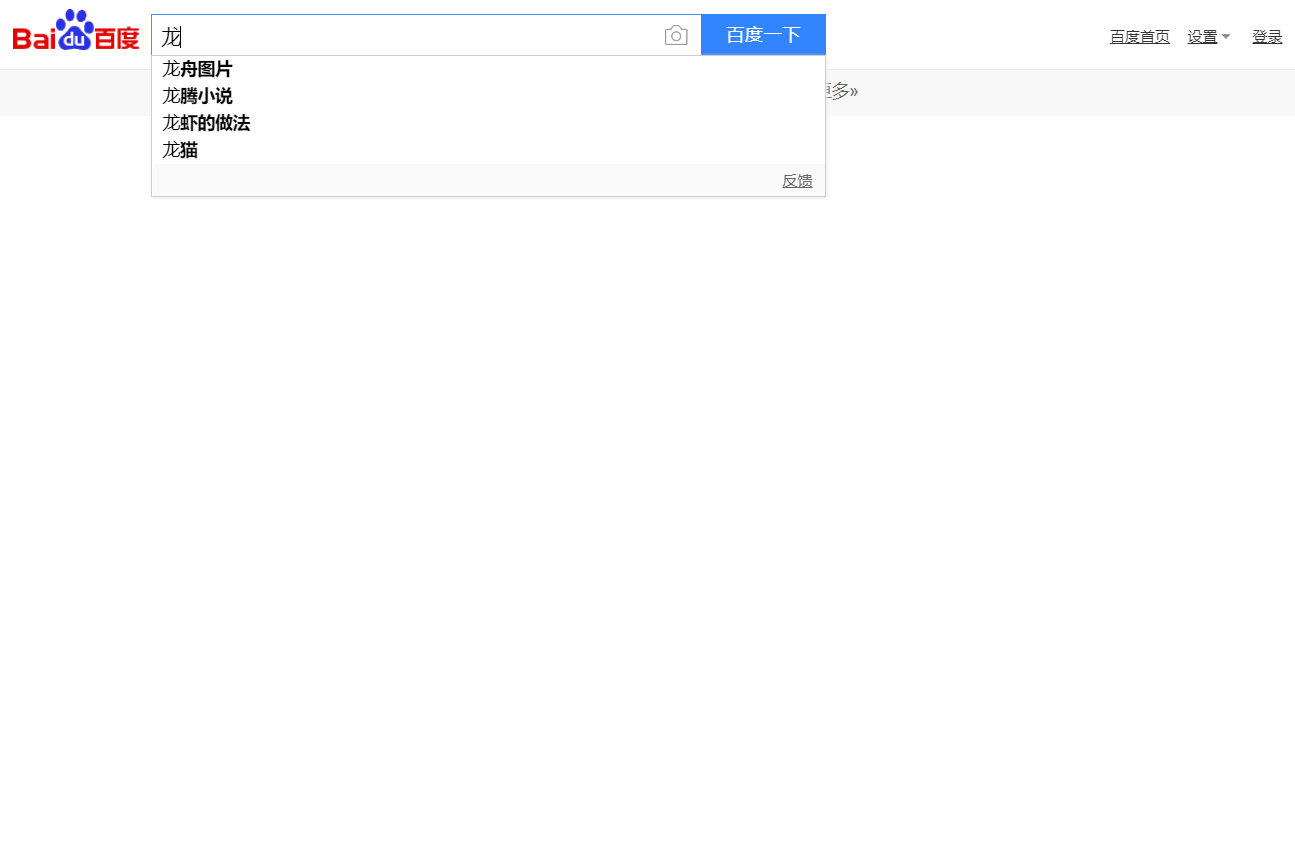 Bai du 百度 龙 百度一下 百度首页 设置 登录
龙舟图片
龙腾小说
龙虾的做法
龙猫
反馈
多»